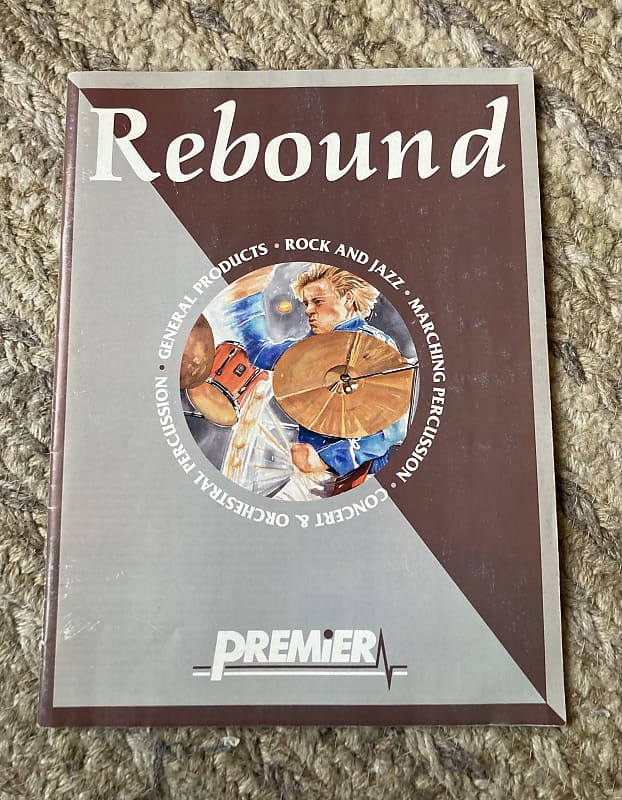 Rebound
GENERAL PRODUCTS • ROCK AND JAZZ • MARCHING PERCUSSION • CONCERT & ORCHESTRAL PERCUSSION •
PREMiER